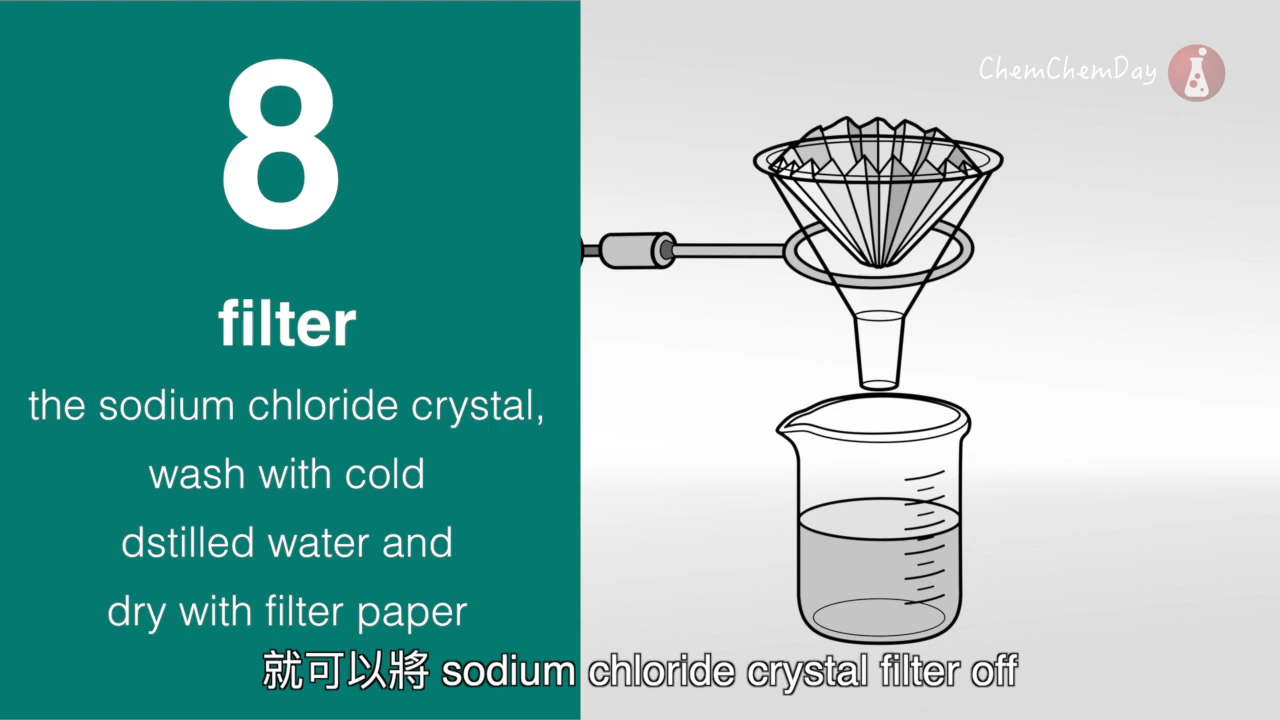 8
ChemChemDay
filter
the sodium chloride crystal,
wash with cold
dstilled water and
dry with filter paper
就可以將 sodium chloride crystal filter off